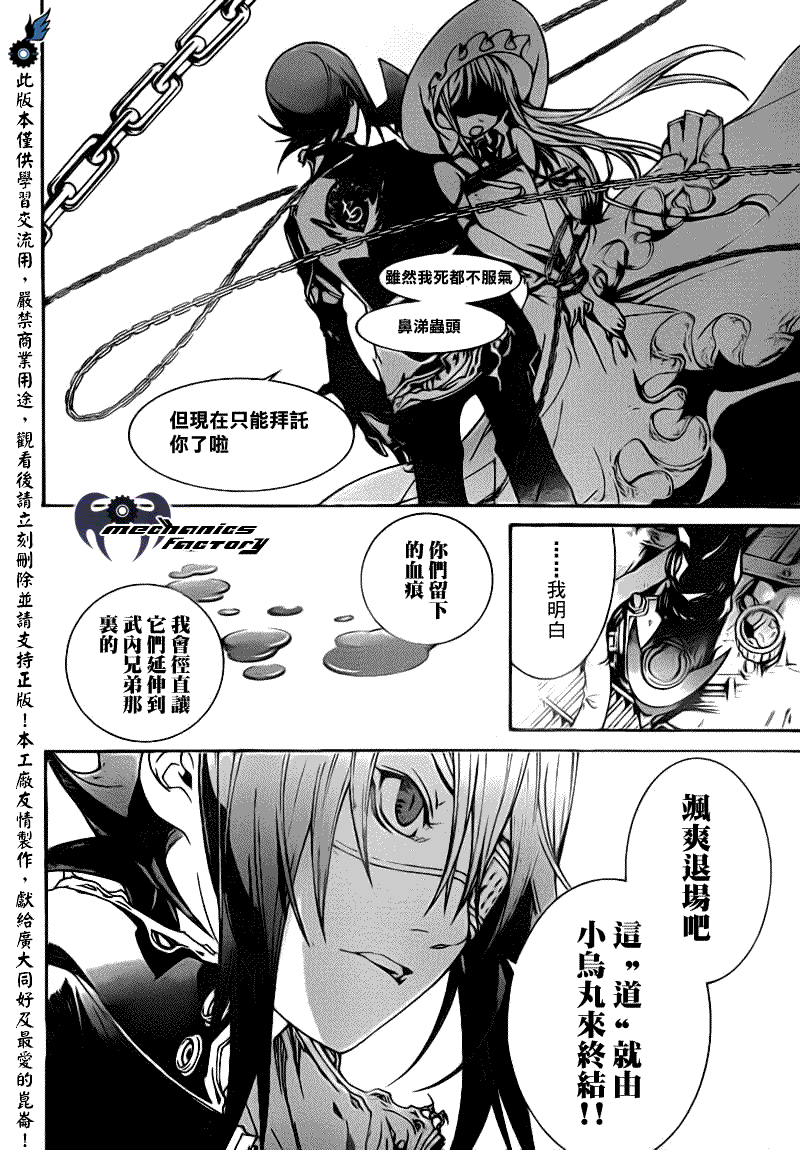 雖然我死都不服氣
鼻涕蟲頭
但現在只能拜託
你了啦
mechanics
Factory
……我明白
你們留下
的血痕
我會徑直讓
它們延伸到
武內兄弟那
裏的
颯爽退場吧
這”道“就由
小烏丸來終結!!
此版本僅供學習交流用，嚴禁商業用途，觀看後請立刻刪除並請支持正版！本工廠友情製作，獻給廣大同好及最愛的崑崙！